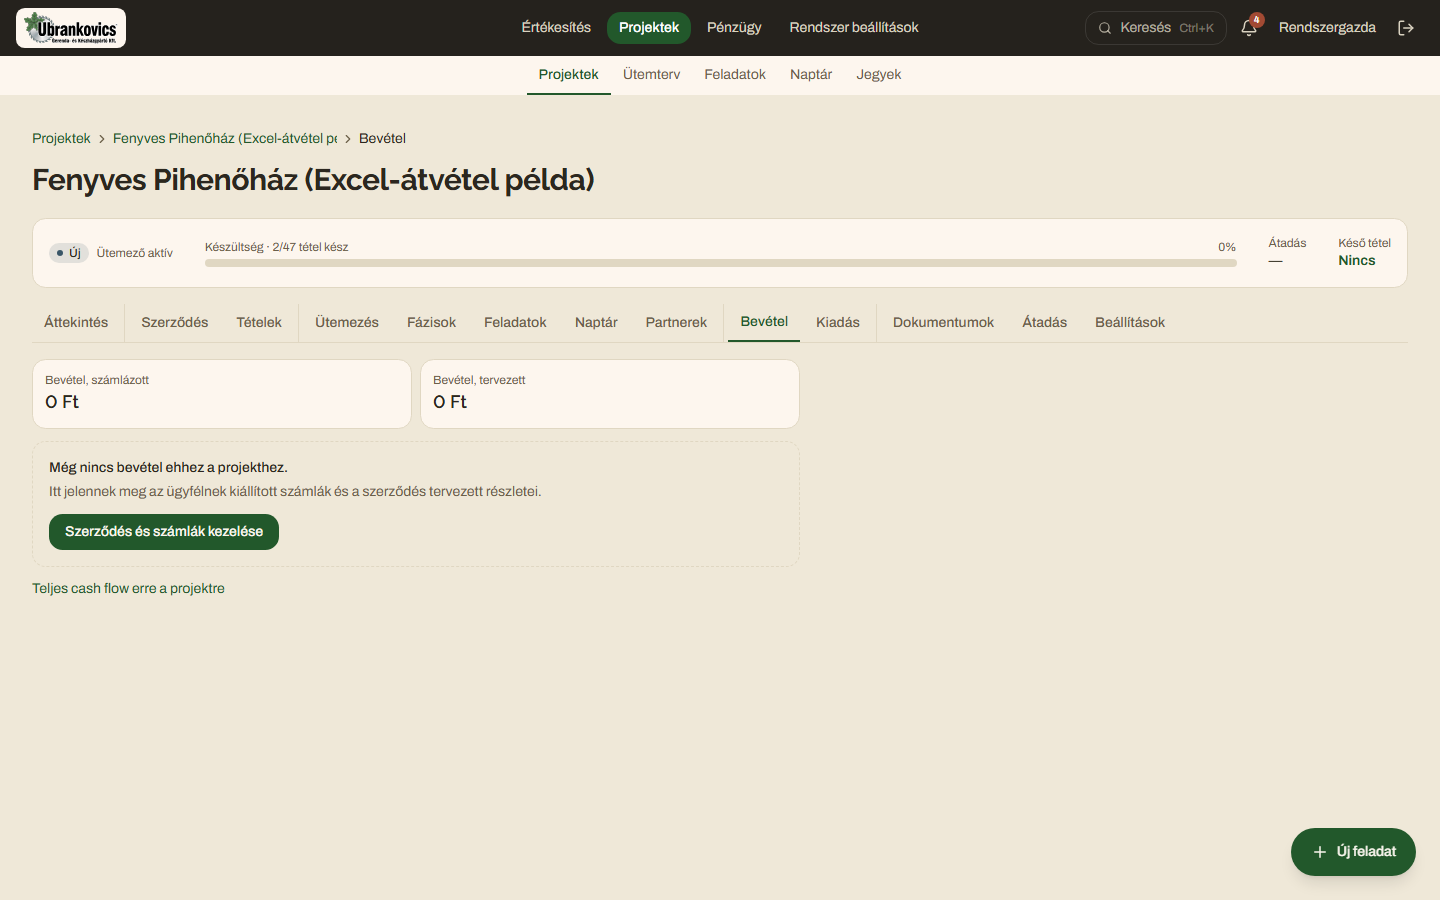 Ubrankovics
Gerenda- és Készházgyártó Kft.
Értékesítés
Projektek
Pénzügy
Rendszer beállítások
Keresés Ctrl+K
4
Rendszergazda
Projektek
Ütemterv
Feladatok
Naptár
Jegyek
Projektek > Fenyves Pihenőház (Excel-átvétel pé > Bevétel
Fenyves Pihenőház (Excel-átvétel példa)
Új
Ütemező aktív
Készültség · 2/47 tétel kész
0%
Átadás
—
Késő tétel
Nincs
Áttekintés
Szerződés
Tételek
Ütemezés
Fázisok
Feladatok
Naptár
Partnerek
Bevétel
Kiadás
Dokumentumok
Átadás
Beállítások
Bevétel, számlázott
0 Ft
Bevétel, tervezett
0 Ft
Még nincs bevétel ehhez a projekthez.
Itt jelennek meg az ügyfélnek kiállított számlák és a szerződés tervezett részletei.
Szerződés és számlák kezelése
Teljes cash flow erre a projektre
+ Új feladat